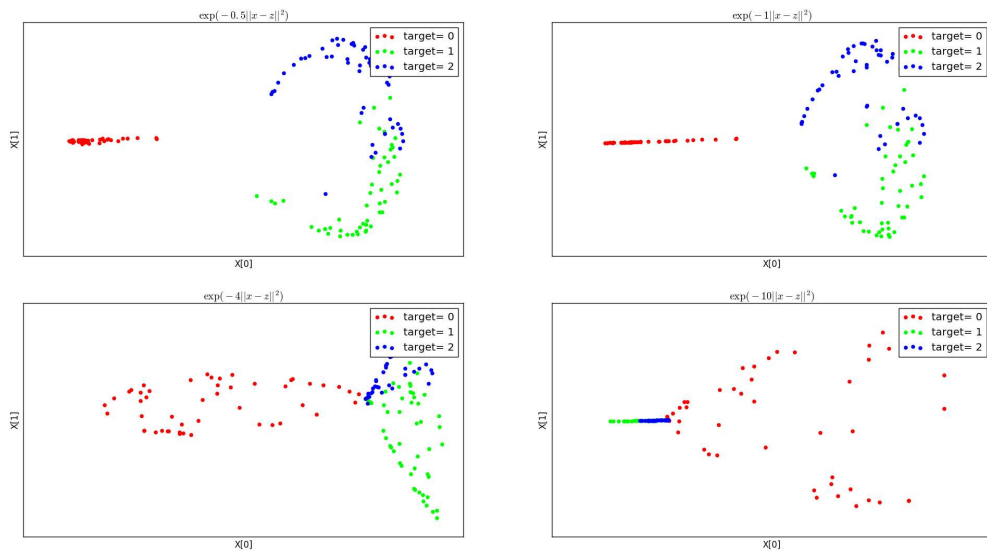 exp(−0.5||x−z||²)
target= 0
target= 1
target= 2
X[1]
X[0]
exp(−1||x−z||²)
target= 0
target= 1
target= 2
X[1]
X[0]
exp(−4||x−z||²)
target= 0
target= 1
target= 2
X[1]
X[0]
exp(−10||x−z||²)
target= 0
target= 1
target= 2
X[1]
X[0]